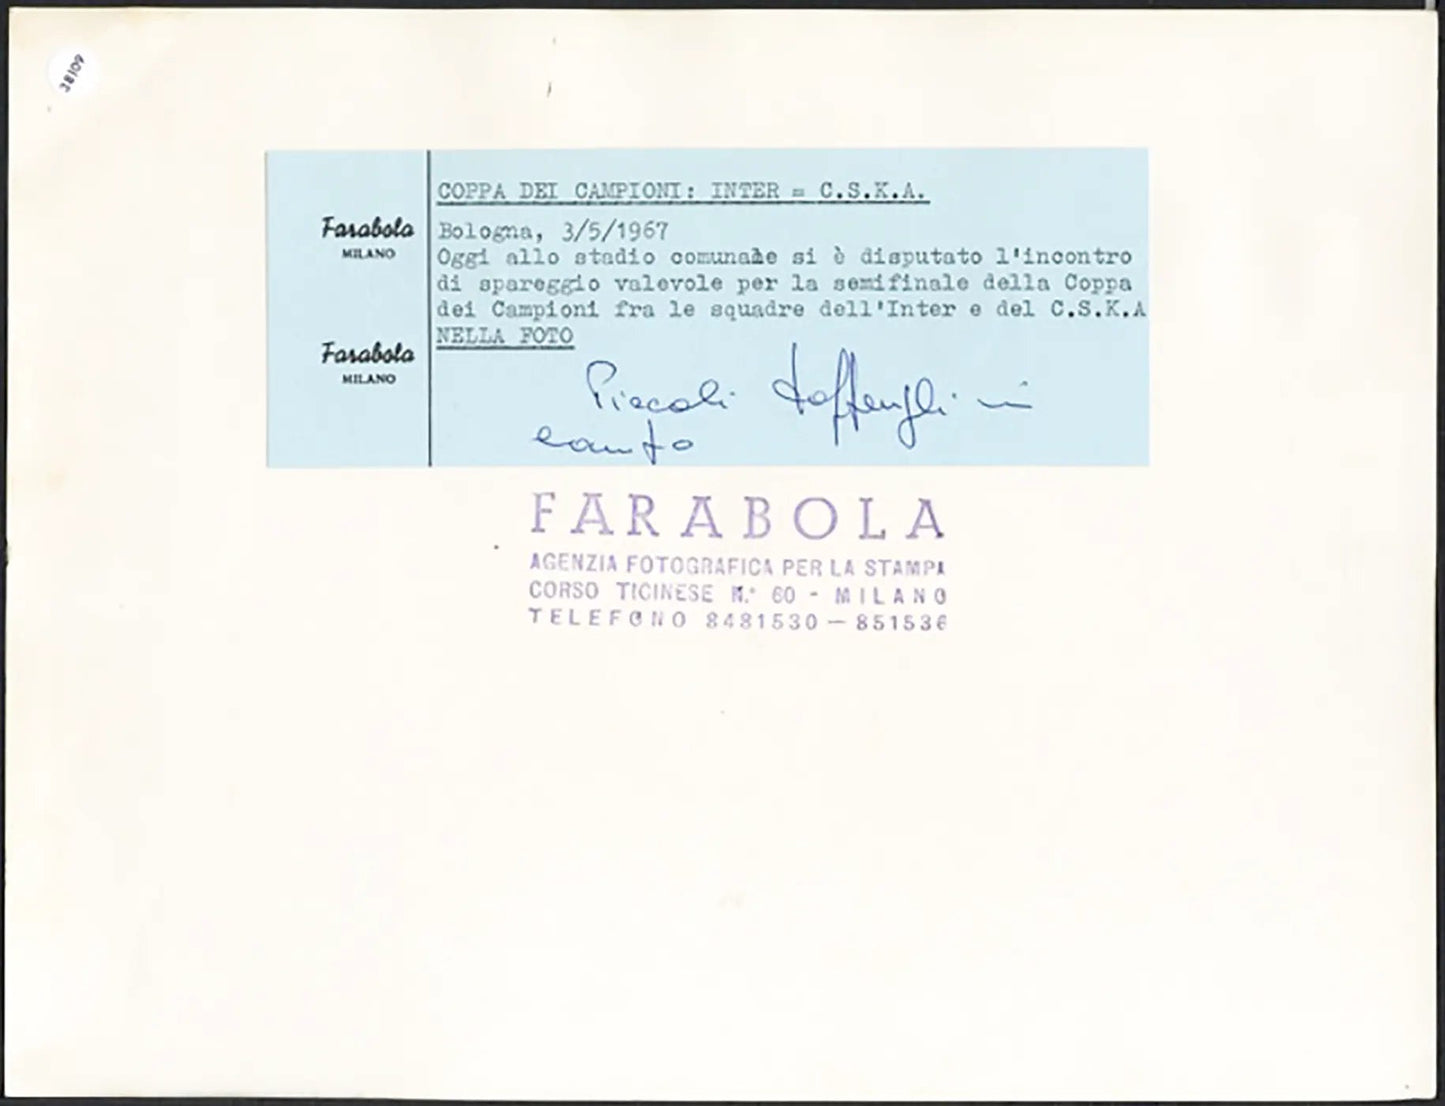 38109
COPPA DEI CAMPIONI: INTER = C.S.K.A.
Farabola
MILANO
Bologna, 3/5/1967
Oggi allo stadio comunale si è disputato l'incontro
di spareggio valevole per la semifinale della Coppa
dei Campioni fra le squadre dell'Inter e del C.S.K.A
NELLA FOTO
Farabola
MILANO
Piccoli
FARABOLA
AGENZIA FOTOGRAFICA PER LA STAMPA
CORSO TICINESE N.° 60 - MILANO
TELEFONO 8481530 — 851536